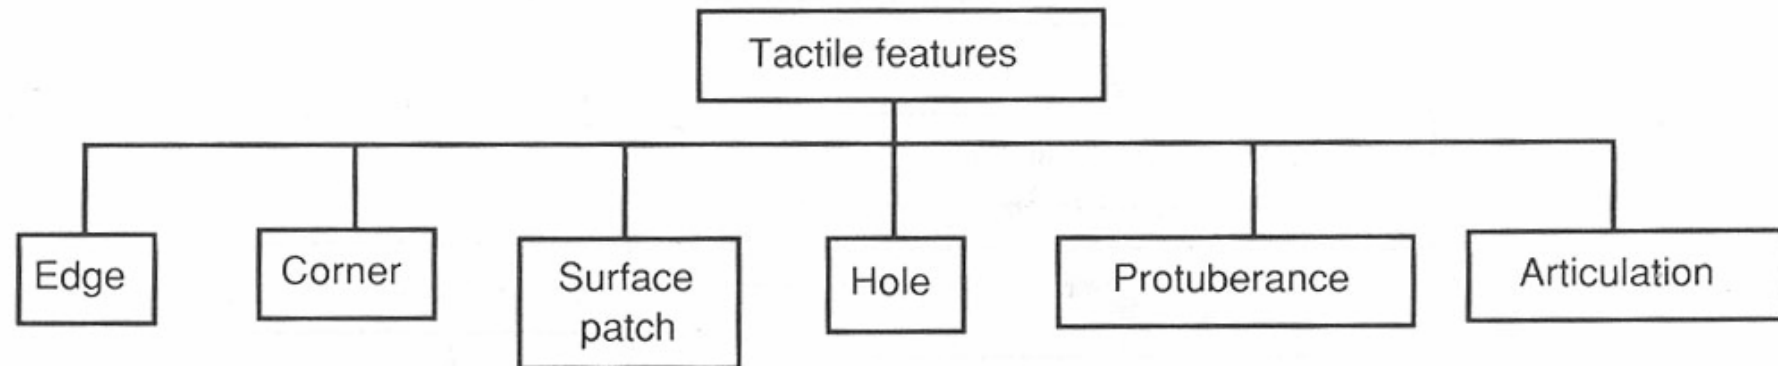 Tactile features
Edge
Corner
Surface
patch
Hole
Protuberance
Articulation